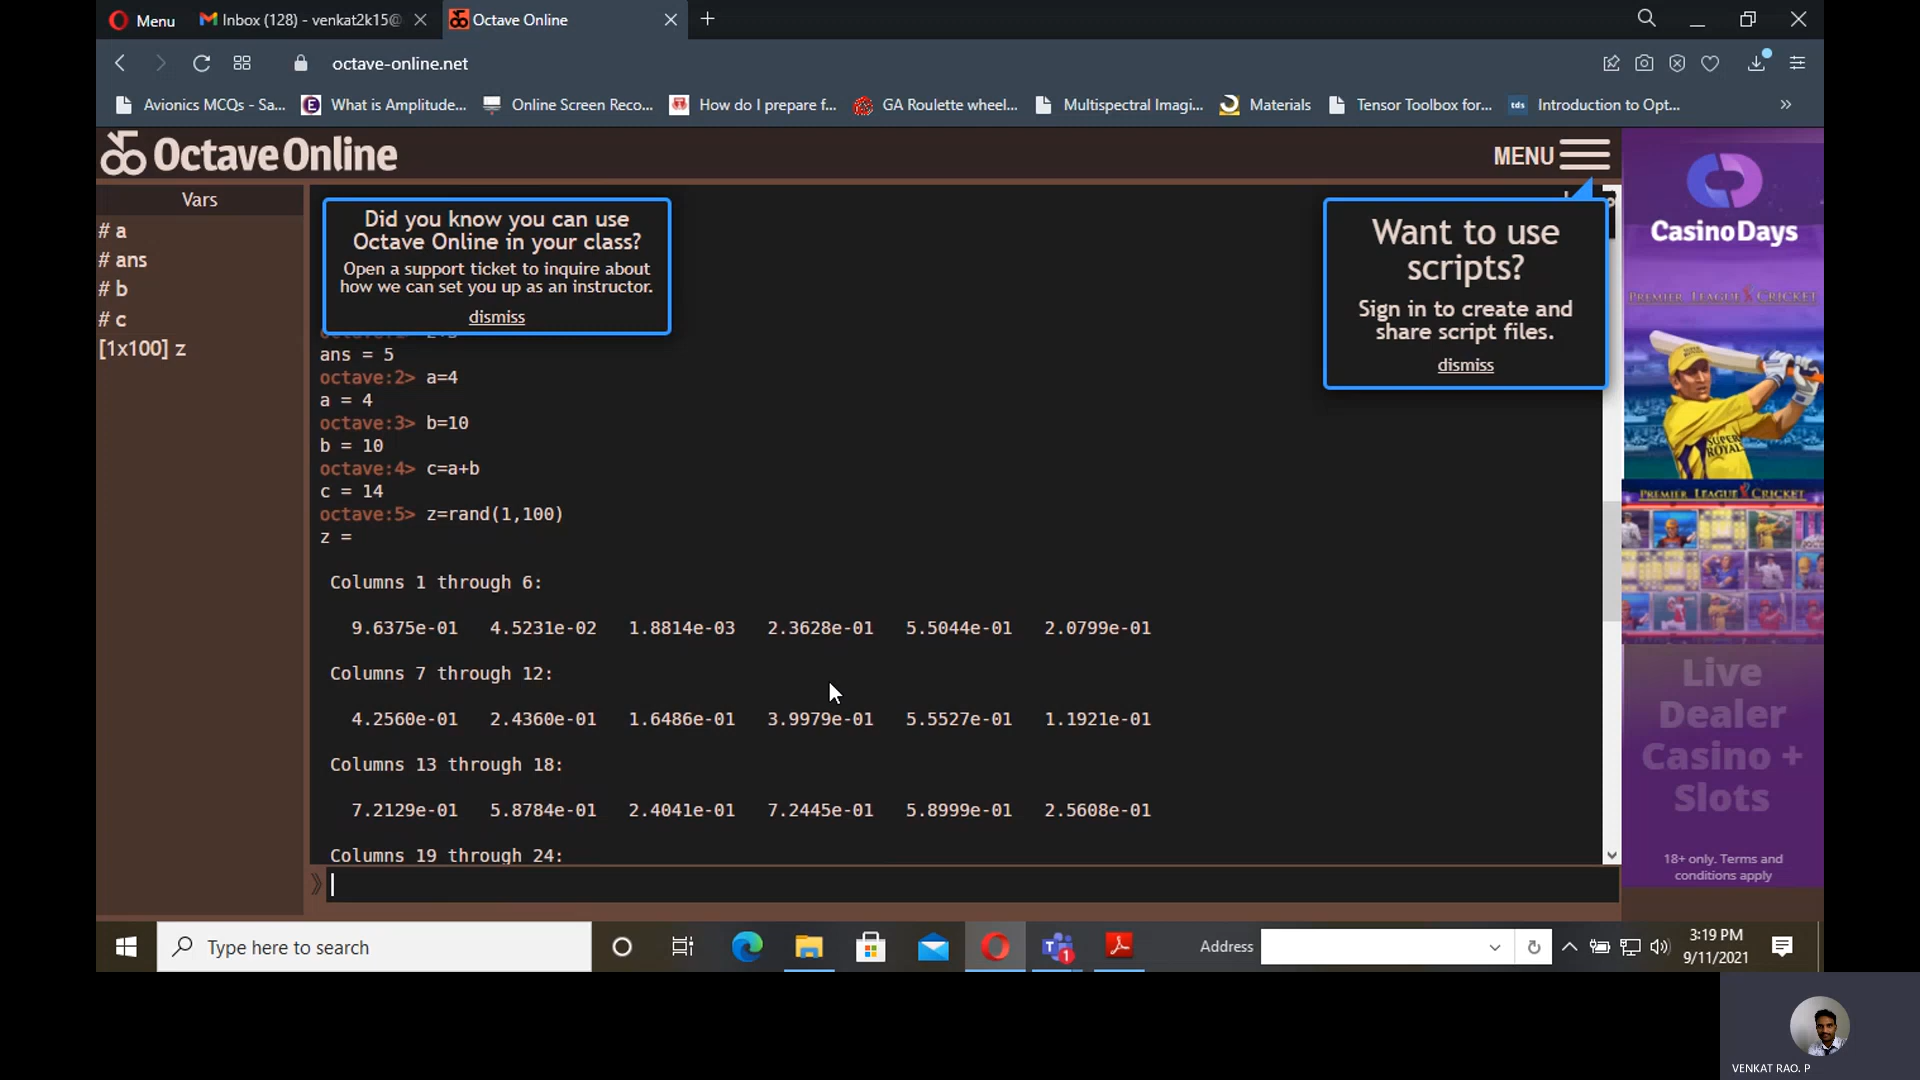 Menu
Inbox (128) - venkat2k15@
Octave Online
octave-online.net
Avionics MCQs - Sa...
What is Amplitude...
Online Screen Reco...
How do I prepare f...
GA Roulette wheel...
Multispectral Imagi...
Materials
Tensor Toolbox for...
tds
Introduction to Opt...
Octave Online
MENU
Vars
# a
# ans
# b
# c
[1x100] z
Did you know you can use
Octave Online in your class?
Open a support ticket to inquire about
how we can set you up as an instructor.
dismiss
Want to use
scripts?
Sign in to create and
share script files.
dismiss
ans = 5
octave:2> a=4
a = 4
octave:3> b=10
b = 10
octave:4> c=a+b
c = 14
octave:5> z=rand(1,100)
z =
Columns 1 through 6:
9.6375e-01 4.5231e-02 1.8814e-03 2.3628e-01 5.5044e-01 2.0799e-01
Columns 7 through 12:
4.2560e-01 2.4360e-01 1.6486e-01 3.9979e-01 5.5527e-01 1.1921e-01
Columns 13 through 18:
7.2129e-01 5.8784e-01 2.4041e-01 7.2445e-01 5.8999e-01 2.5608e-01
Columns 19 through 24:
CasinoDays
PREMIER LEAGUE CRICKET
SUPER
ROYAL
PREMIER LEAGUE CRICKET
Live
Dealer
Casino +
Slots
18+ only. Terms and
conditions apply
Type here to search
1
Address
3:19 PM
9/11/2021
VENKAT RAO. P